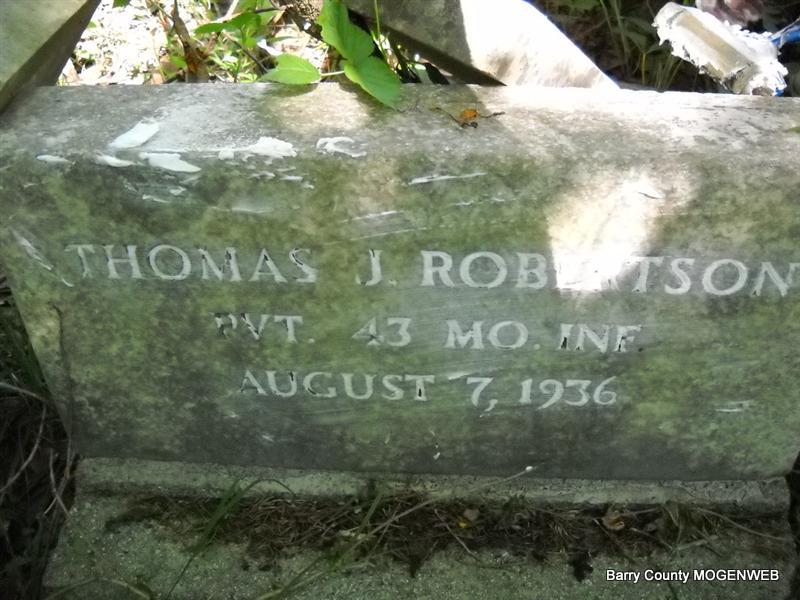 THOMAS J. ROBERTSON
PVT. 43 MO. INF
AUGUST 7, 1936
Barry County MOGENWEB